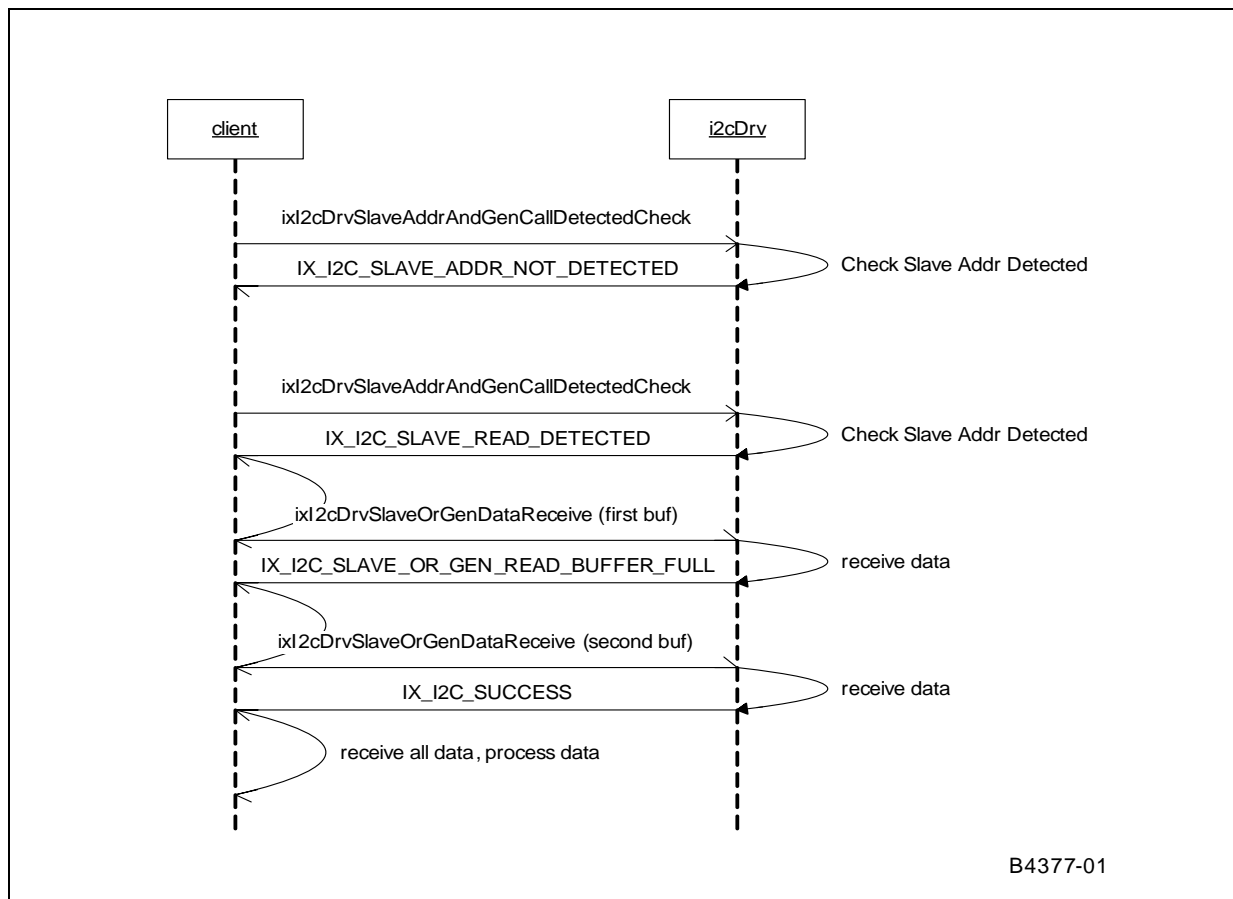 client
i2cDrv
ixI2cDrvSlaveAddrAndGenCallDetectedCheck
IX_I2C_SLAVE_ADDR_NOT_DETECTED
Check Slave Addr Detected
ixI2cDrvSlaveAddrAndGenCallDetectedCheck
IX_I2C_SLAVE_READ_DETECTED
Check Slave Addr Detected
ixI2cDrvSlaveOrGenDataReceive (first buf)
IX_I2C_SLAVE_OR_GEN_READ_BUFFER_FULL
receive data
ixI2cDrvSlaveOrGenDataReceive (second buf)
IX_I2C_SUCCESS
receive data
receive all data, process data
B4377-01